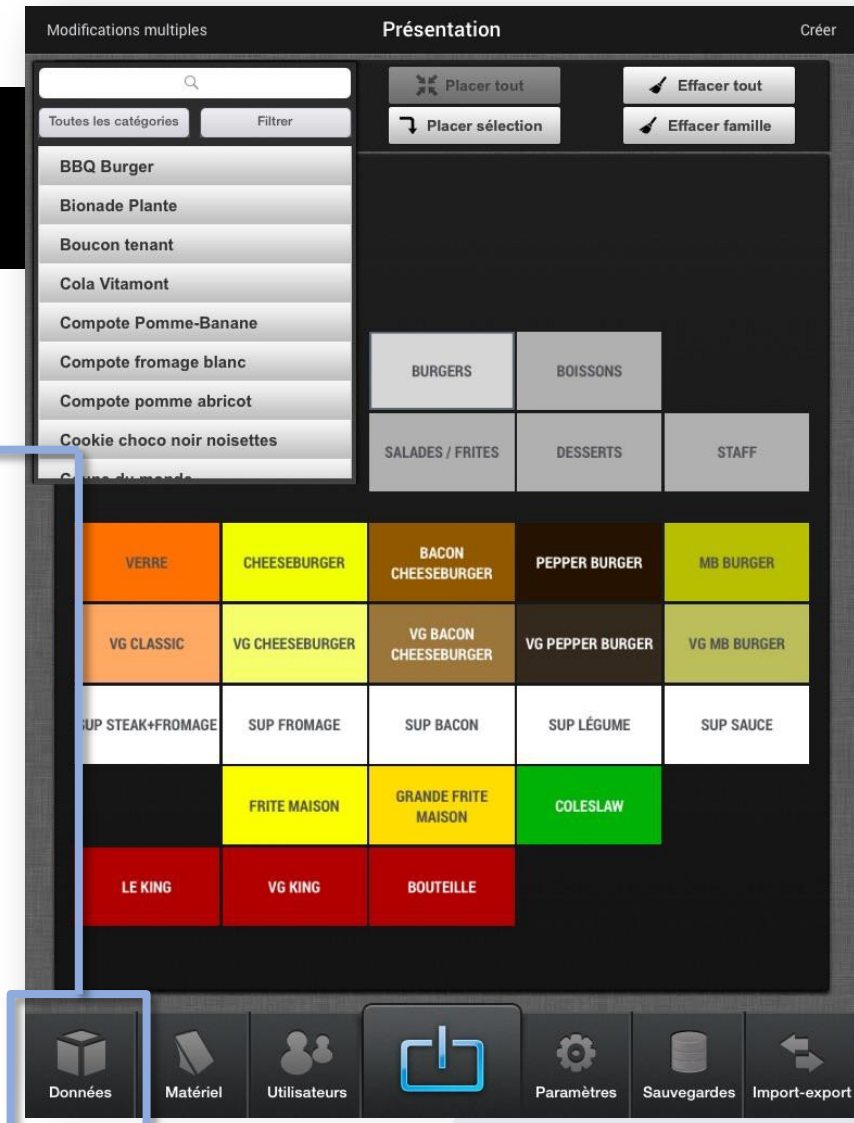 Modifications multiples
Présentation
Créer
Placer tout
Effacer tout
Toutes les catégories
Filtrer
Placer sélection
Effacer famille
BBQ Burger
Bionade Plante
Boucon tenant
Cola Vitamont
Compote Pomme-Banane
Compote fromage blanc
Compote pomme abricot
Cookie choco noir noisettes
BURGERS
BOISSONS
SALADES / FRITES
DESSERTS
STAFF
VERRE
CHEESEBURGER
BACON
CHEESEBURGER
PEPPER BURGER
MB BURGER
VG CLASSIC
VG CHEESEBURGER
VG BACON
CHEESEBURGER
VG PEPPER BURGER
VG MB BURGER
SUP STEAK+FROMAGE
SUP FROMAGE
SUP BACON
SUP LÉGUME
SUP SAUCE
FRITE MAISON
GRANDE FRITE
MAISON
COLESLAW
LE KING
VG KING
BOUTEILLE
Données
Matériel
Utilisateurs
Paramètres
Sauvegardes
Import-export